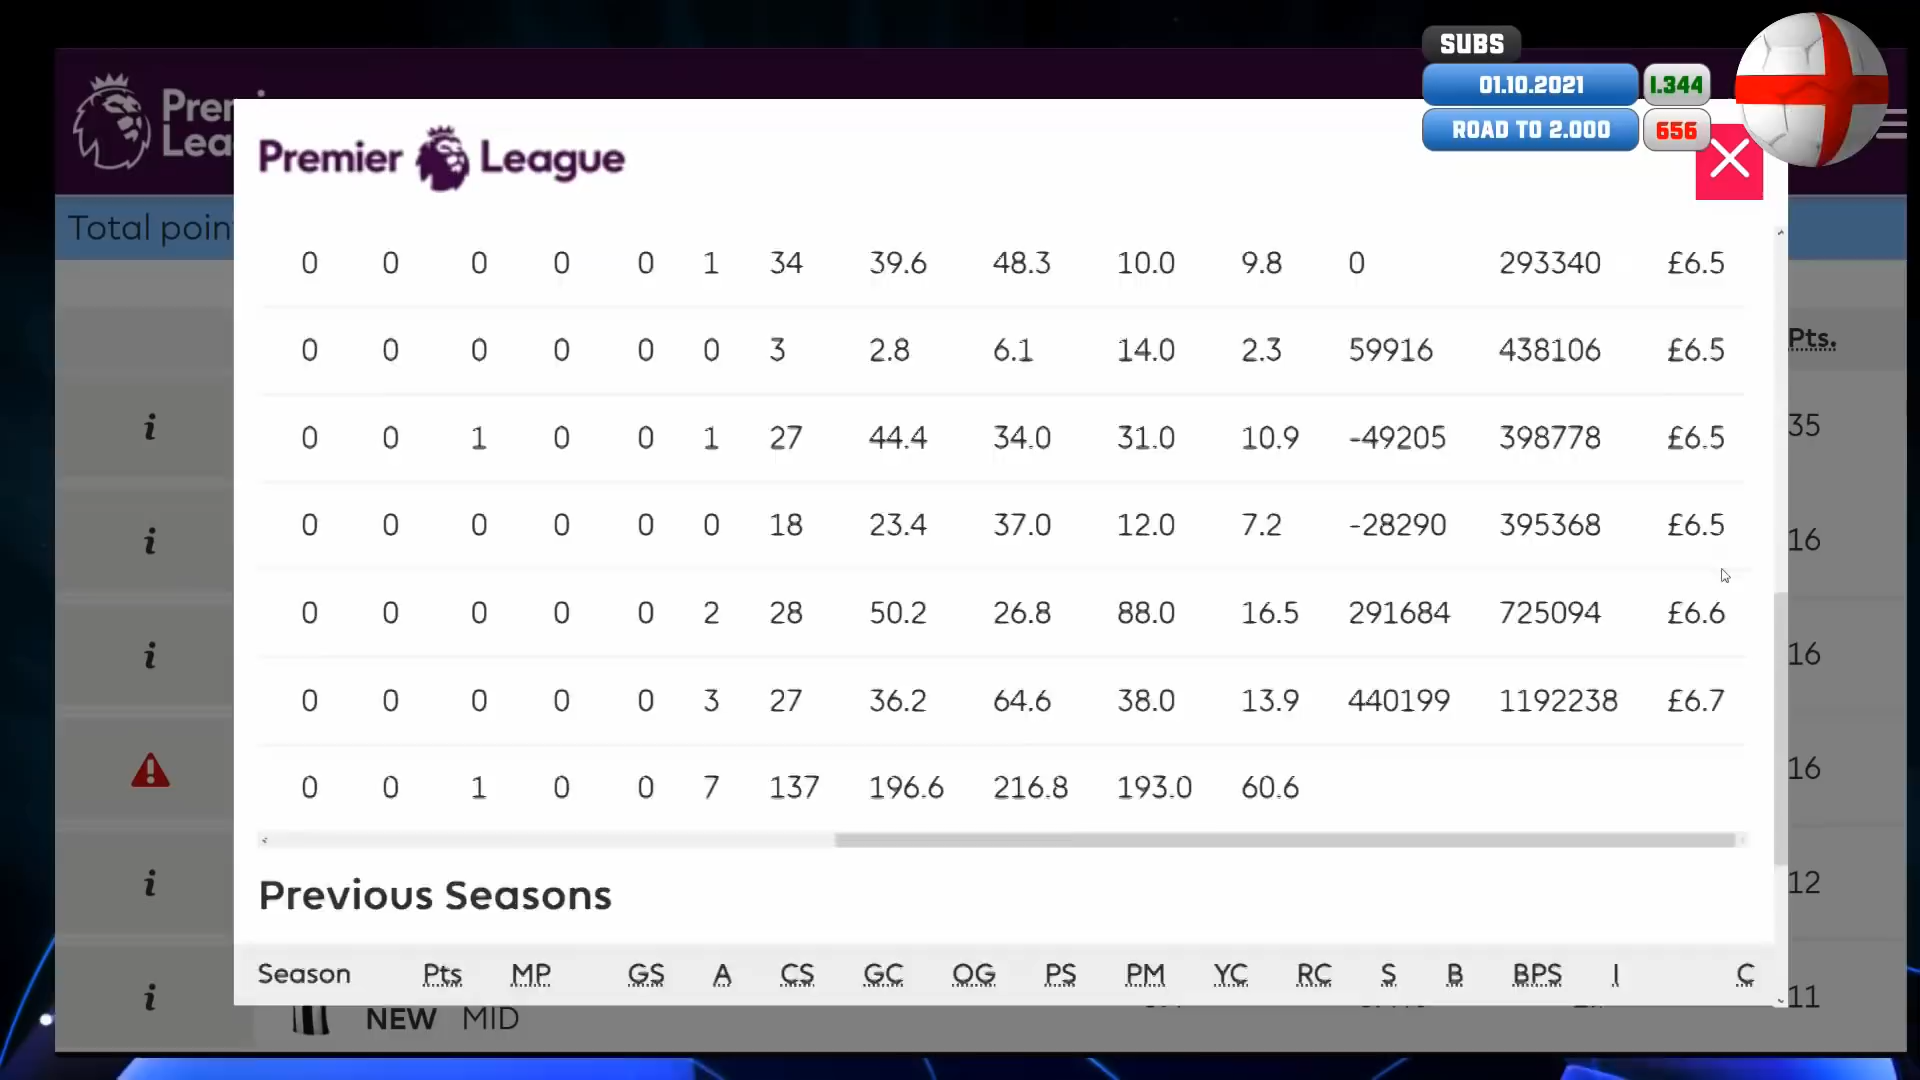 SUBS
01.10.2021 1.344
ROAD TO 2.000 656
Premier League
Total poin
Pts.
0 0 0 0 0 1 34 39.6 48.3 10.0 9.8 0 293340 £6.5
0 0 0 0 0 0 3 2.8 6.1 14.0 2.3 59916 438106 £6.5
35
0 0 1 0 0 1 27 44.4 34.0 31.0 10.9 -49205 398778 £6.5
0 0 0 0 0 0 18 23.4 37.0 12.0 7.2 -28290 395368 £6.5
16
0 0 0 0 0 2 28 50.2 26.8 88.0 16.5 291684 725094 £6.6
16
0 0 0 0 0 3 27 36.2 64.6 38.0 13.9 440199 1192238 £6.7
16
0 0 1 0 0 7 137 196.6 216.8 193.0 60.6
Previous Seasons
12
Season Pts MP GS A CS GC OG PS PM YC RC S B BPS I C
11
NEW MID